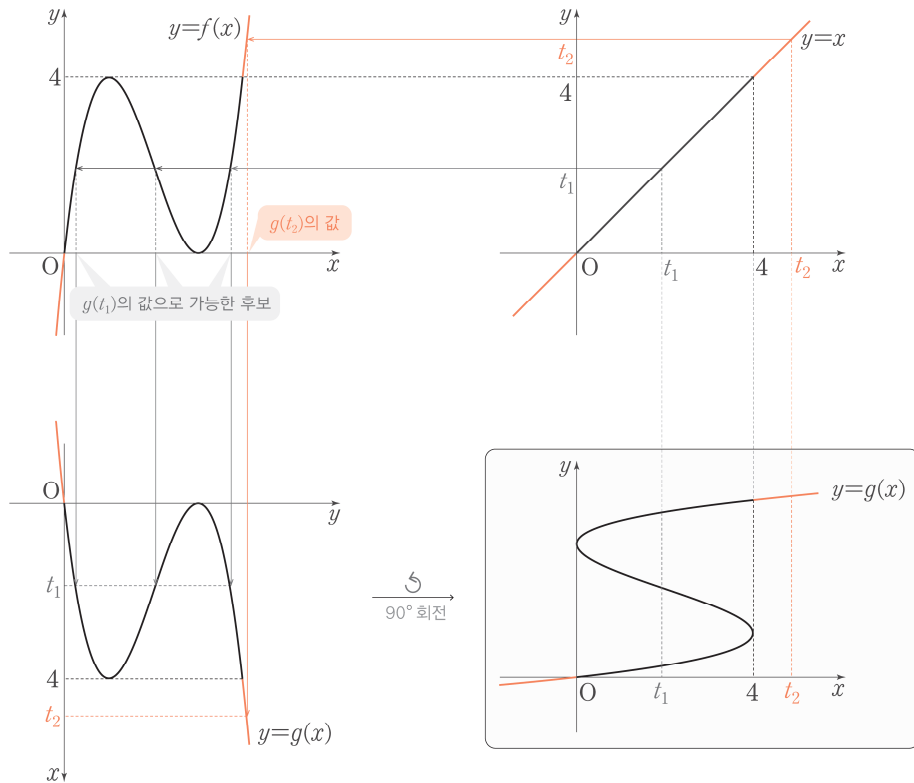 y
y=f(x)
4
g(t₂)의 값
O
x
g(t₁)의 값으로 가능한 후보
y
t₂
y=x
4
t₁
O
t₁
4
t₂
x
O
y
t₁
4
t₂
y=g(x)
x
90° 회전
y
y=g(x)
O
t₁
4
t₂
x